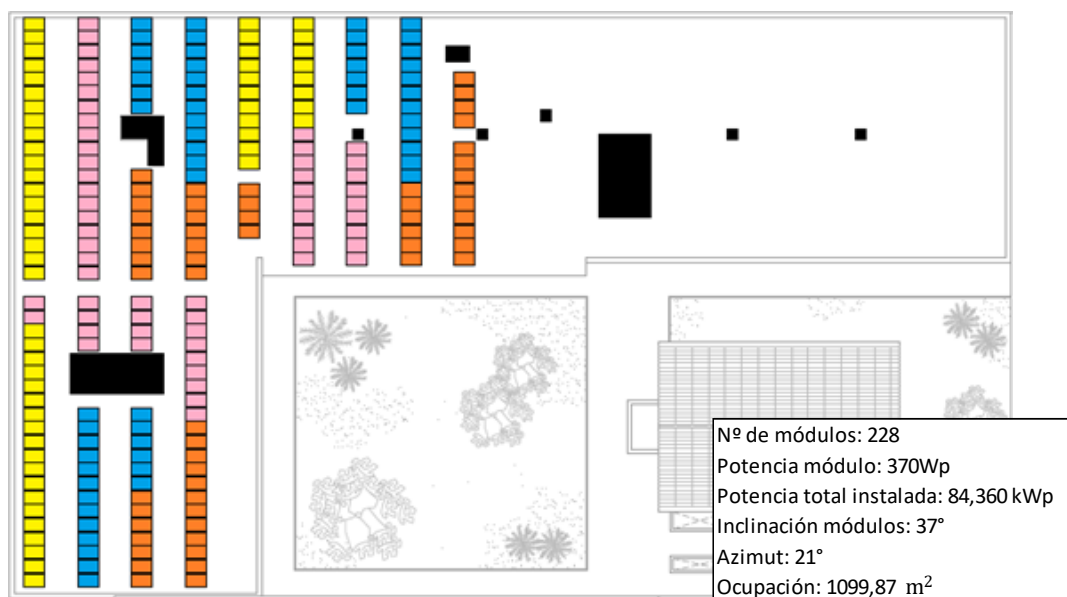 Nº de módulos: 228
Potencia módulo: 370Wp
Potencia total instalada: 84,360 kWp
Inclinación módulos: 37°
Azimut: 21°
Ocupación: 1099,87 m²